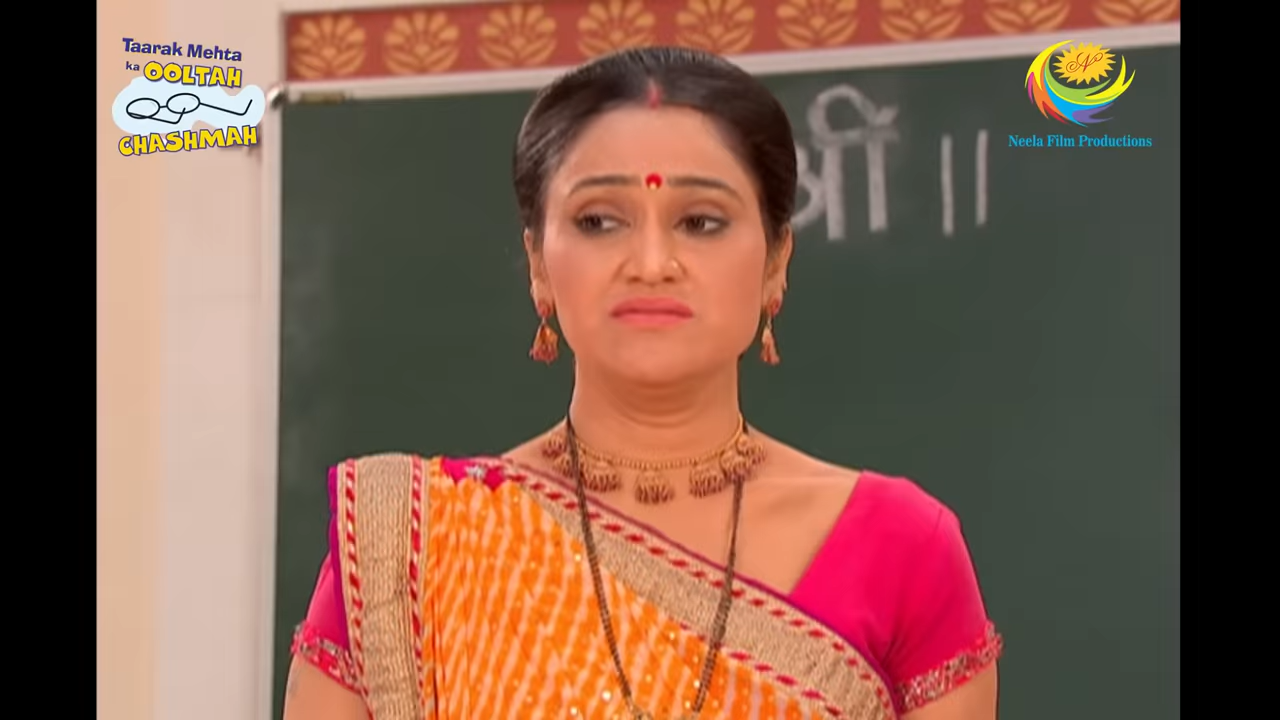 Taarak Mehta
ka OOLTAH
CHASHMAH
Neela Film Productions
श्री ॥